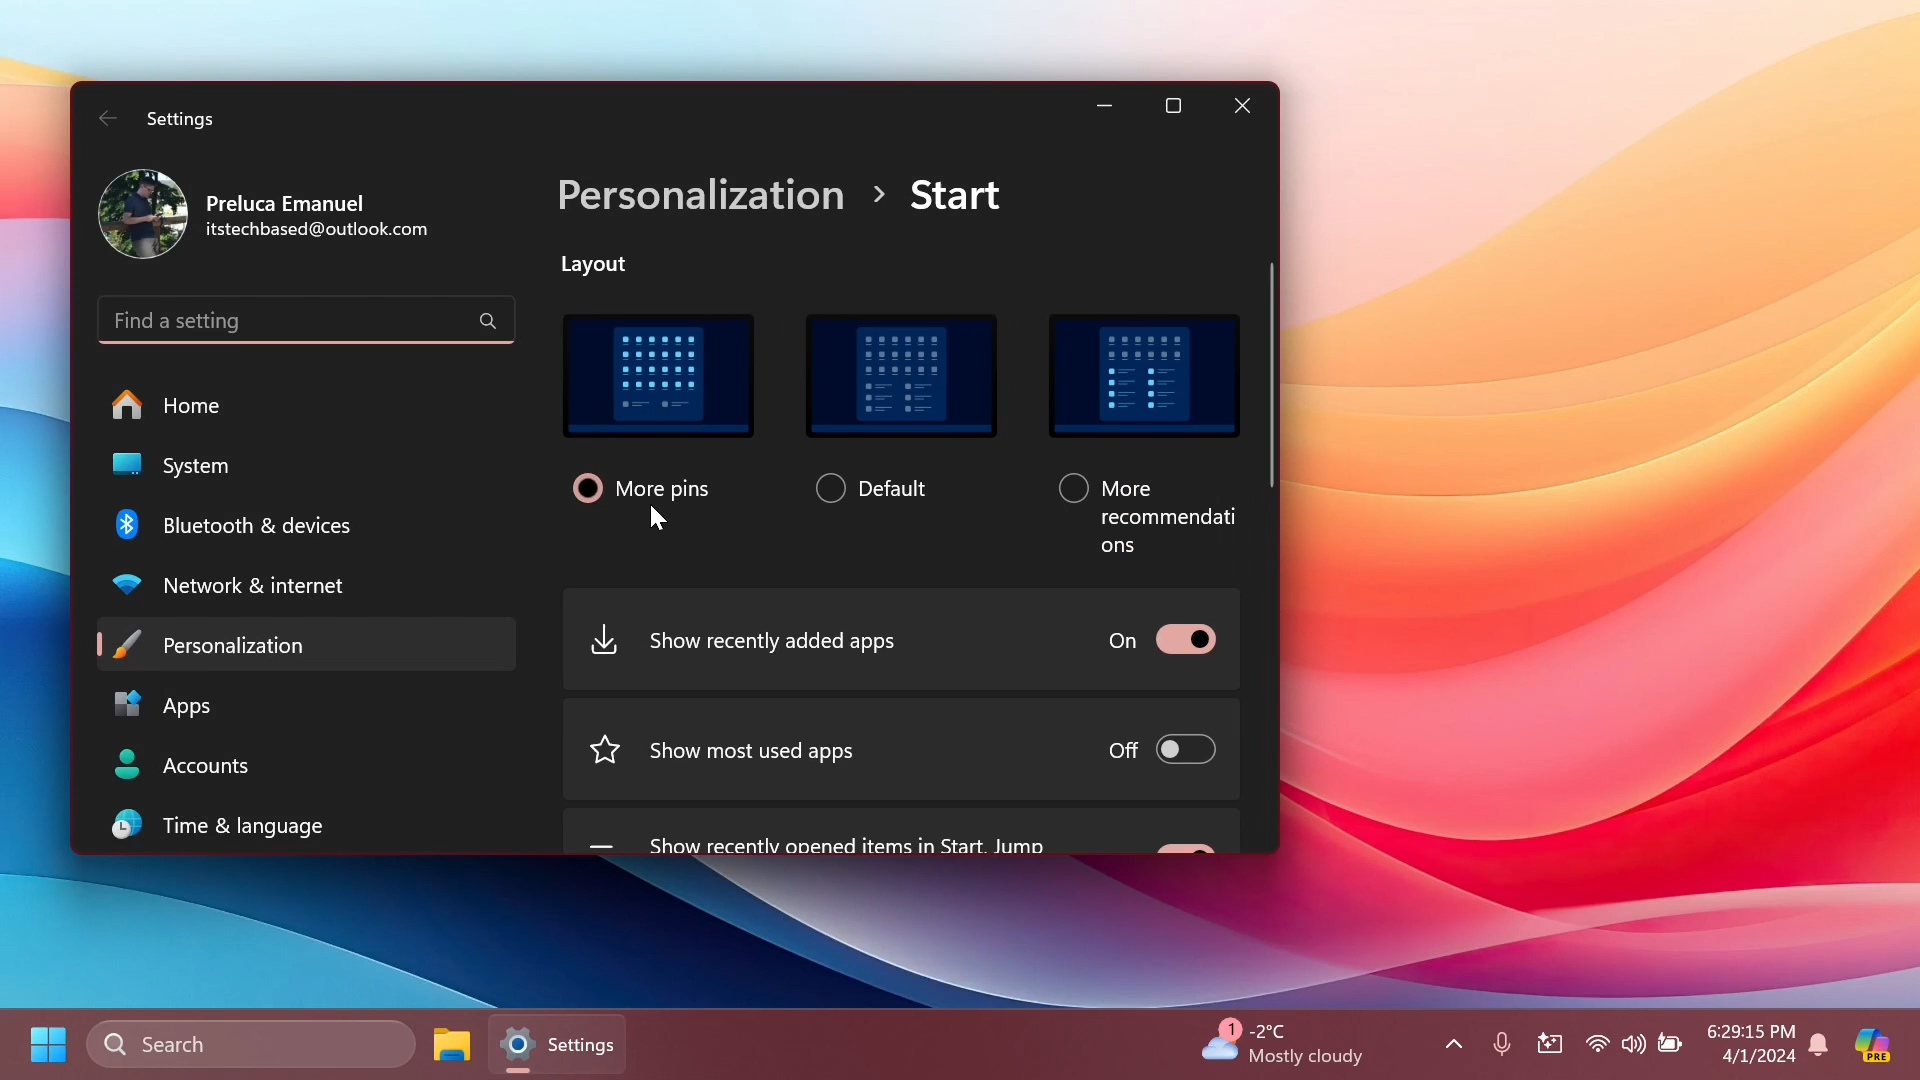 Settings
Preluca Emanuel
itstechbased@outlook.com
Find a setting
Home
System
Bluetooth & devices
Network & internet
Personalization
Apps
Accounts
Time & language
Personalization > Start
Layout
More pins
Default
More
recommendati
ons
Show recently added apps
On
Show most used apps
Off
Show recently opened items in Start, Jump
Search
Settings
1
-2°C
Mostly cloudy
6:29:15 PM
4/1/2024
PRE